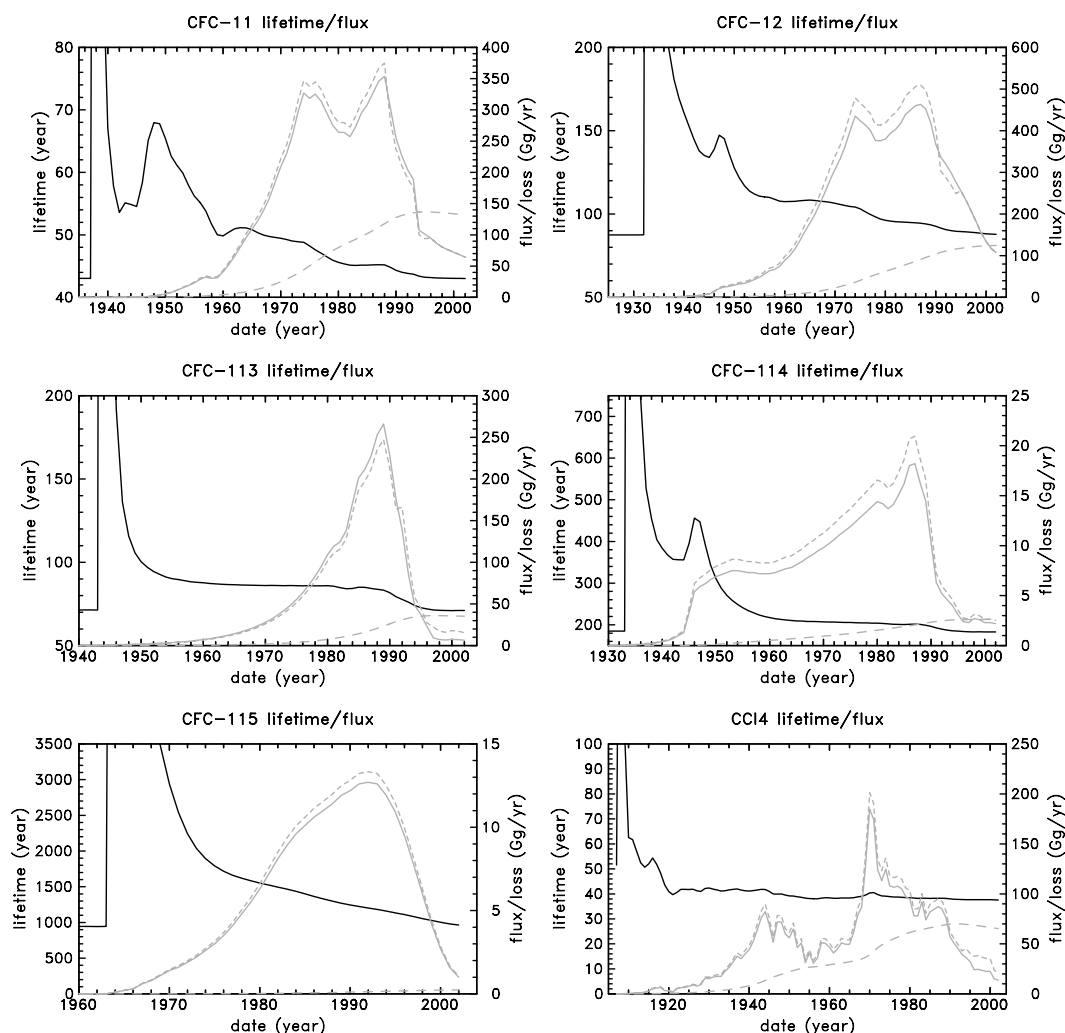 CFC-11 lifetime/flux
80
70
60
50
40
lifetime (year)
400
350
300
250
200
150
100
50
0
flux/loss (Gg/yr)
1940 1950 1960 1970 1980 1990 2000
date (year)
CFC-12 lifetime/flux
200
150
100
50
lifetime (year)
600
500
400
300
200
100
0
flux/loss (Gg/yr)
1930 1940 1950 1960 1970 1980 1990 2000
date (year)
CFC-113 lifetime/flux
200
150
100
50
lifetime (year)
300
250
200
150
100
50
0
flux/loss (Gg/yr)
1940 1950 1960 1970 1980 1990 2000
date (year)
CFC-114 lifetime/flux
700
600
500
400
300
200
lifetime (year)
25
20
15
10
5
0
flux/loss (Gg/yr)
1930 1940 1950 1960 1970 1980 1990 2000
date (year)
CFC-115 lifetime/flux
3500
3000
2500
2000
1500
1000
500
0
lifetime (year)
15
10
5
0
flux/loss (Gg/yr)
1960 1970 1980 1990 2000
date (year)
CCl4 lifetime/flux
100
90
80
70
60
50
40
30
20
10
0
lifetime (year)
250
200
150
100
50
0
flux/loss (Gg/yr)
1920 1940 1960 1980 2000
date (year)